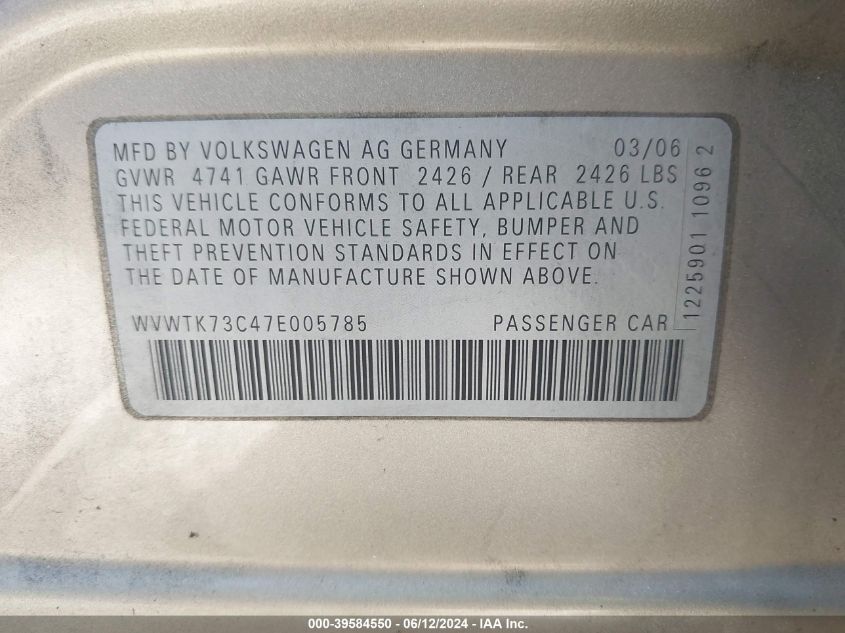 MFD BY VOLKSWAGEN AG GERMANY 03/06
GVWR 4741 GAWR FRONT 2426 / REAR 2426 LBS
THIS VEHICLE CONFORMS TO ALL APPLICABLE U.S.
FEDERAL MOTOR VEHICLE SAFETY, BUMPER AND
THEFT PREVENTION STANDARDS IN EFFECT ON
THE DATE OF MANUFACTURE SHOWN ABOVE.
WVWTK73C47E005785 PASSENGER CAR
1225901 1096 2
000-39584550 - 06/12/2024 - IAA Inc.